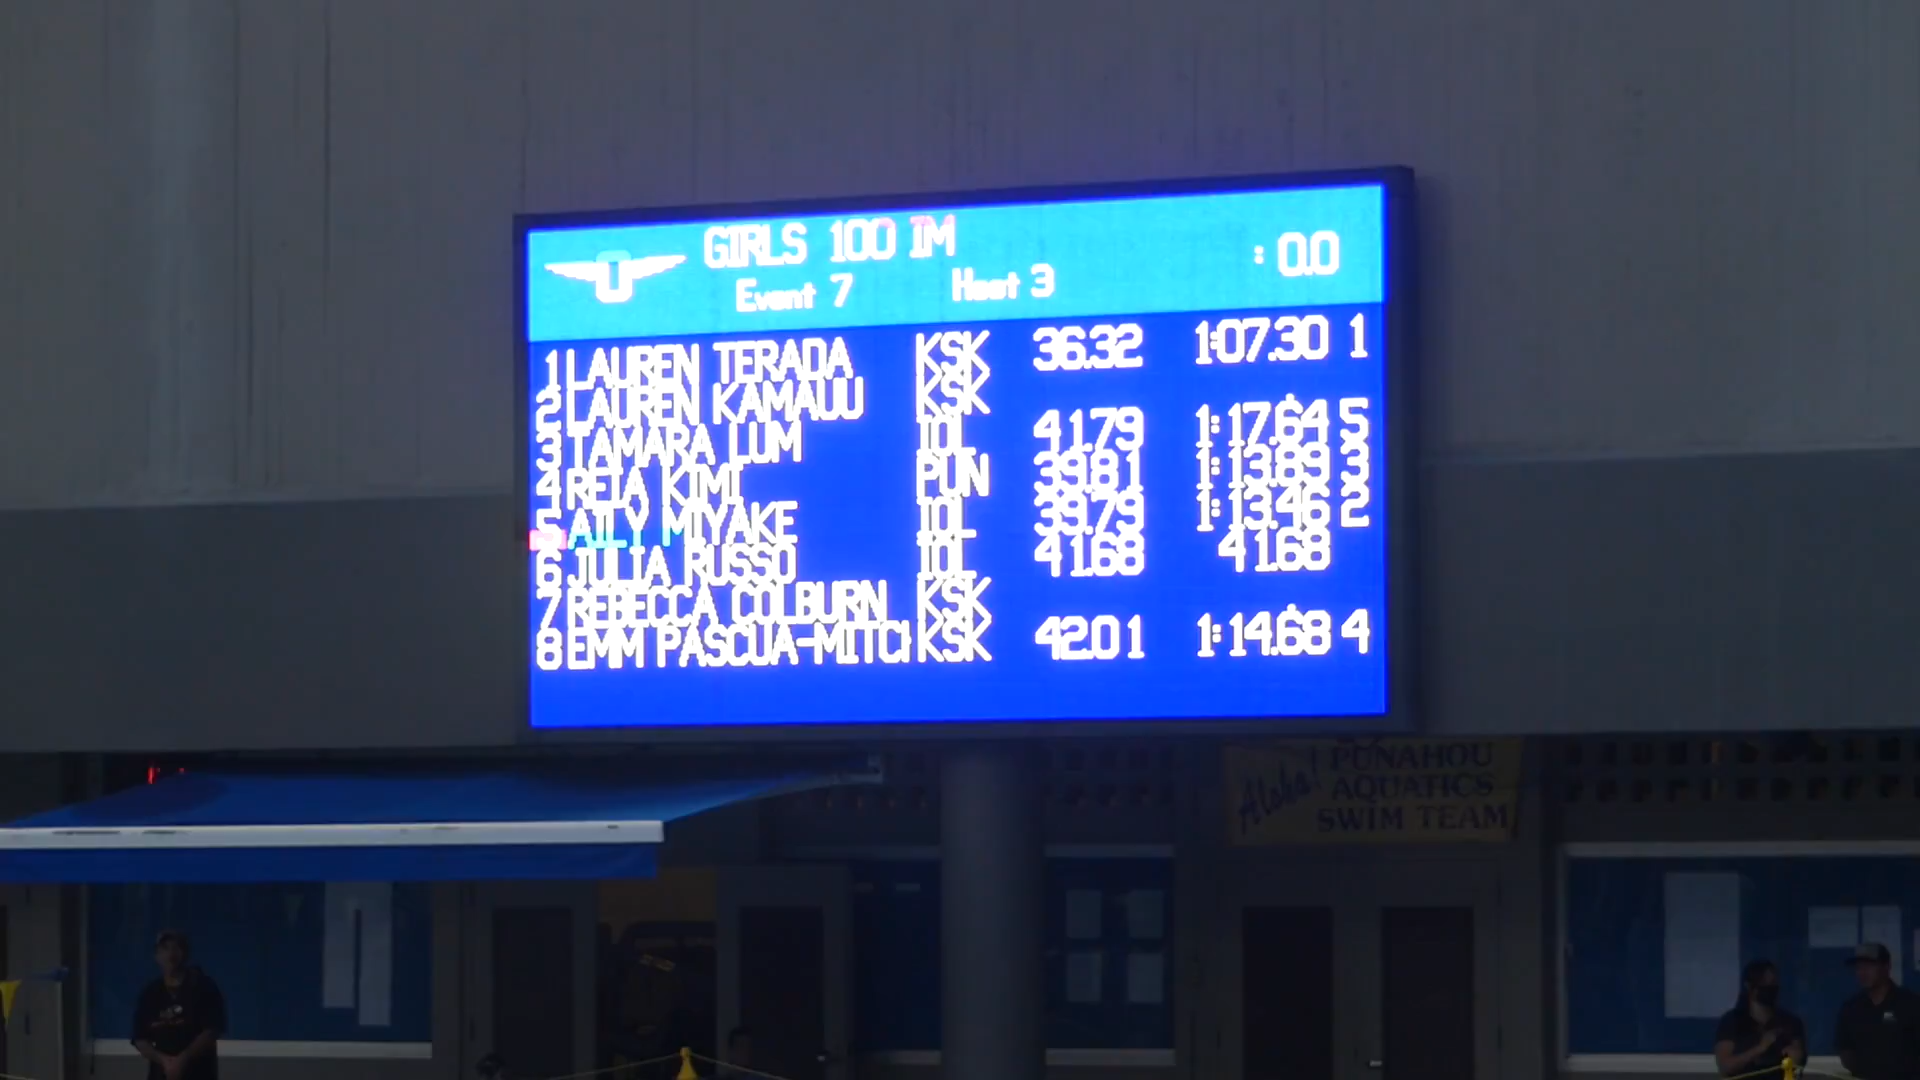 GIRLS 100 IM
: 0.0
Event 7 Heat 3
1 LAUREN TERADA KSK 36.32 1:07.30 1
2 LAUREN KAMAUU KSK
3 TAMARA LUM IOL 41.79 1:17.64 5
4 REIA KIMI PUN 39.81 1:13.89 3
5 AILY MIYAKE IOL 39.79 1:13.46 2
6 JULIA RUSSO IOL 41.68 41.68
7 REBECCA COLBURN KSK
8 EMM PASCUA-MITCH KSK 42.01 1:14.68 4
Aloha!
PUNAHOU
AQUATICS
SWIM TEAM